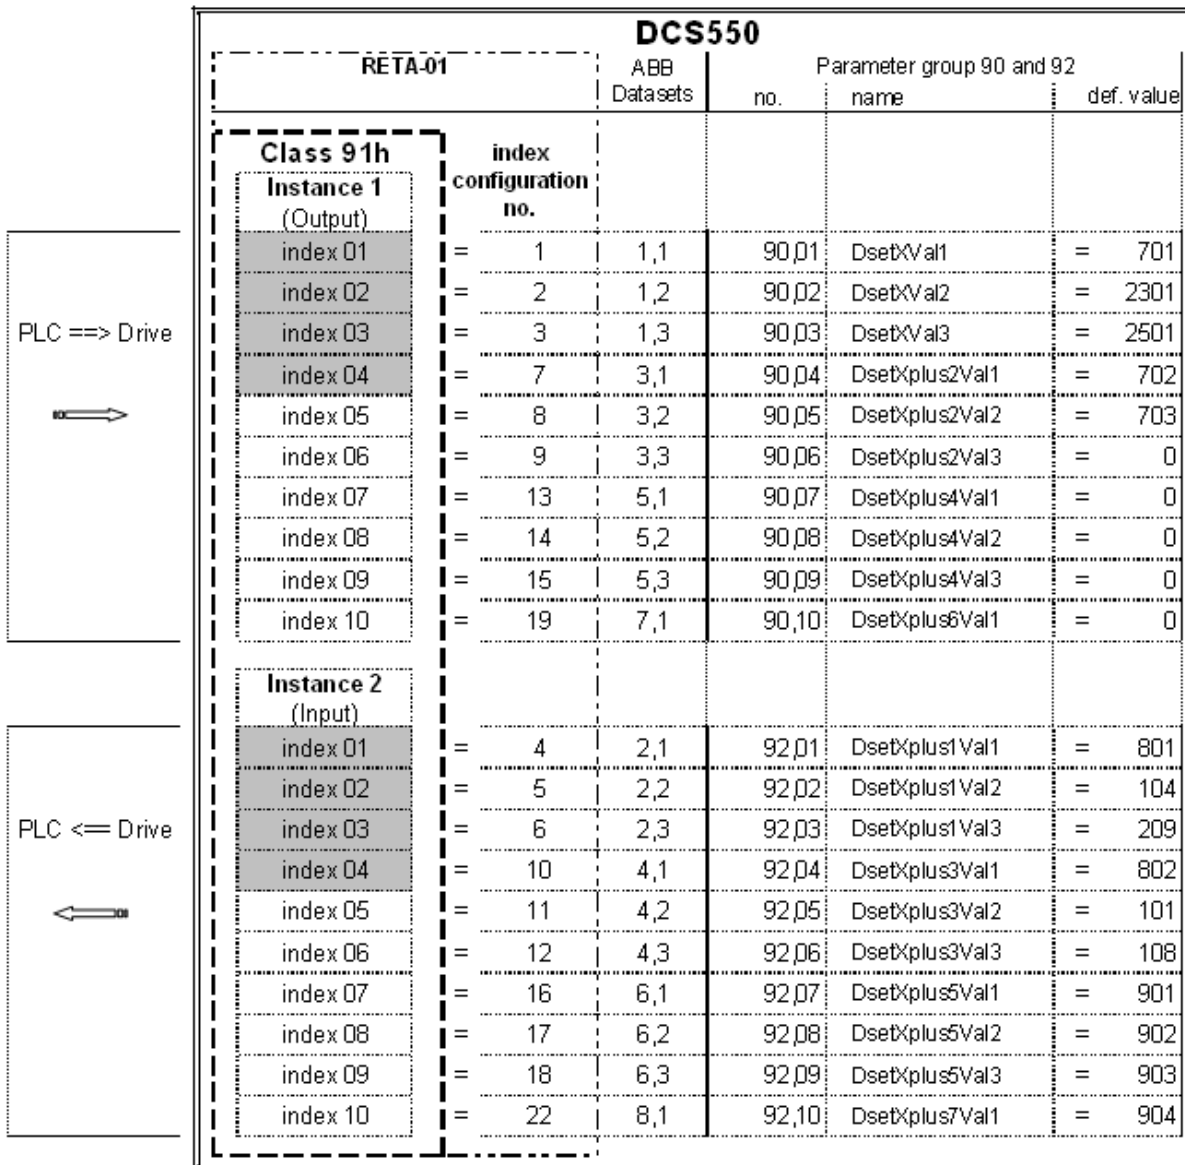 DCS550
RETA-01 ABB Parameter group 90 and 92
Datasets no. name def. value
Class 91h index
Instance 1 configuration
(Output) no.
index 01 = 1 1,1 90,01 DsetXVal1 = 701
index 02 = 2 1,2 90,02 DsetXVal2 = 2301
PLC ==> Drive index 03 = 3 1,3 90,03 DsetXVal3 = 2501
index 04 = 7 3,1 90,04 DsetXplus2Val1 = 702
index 05 = 8 3,2 90,05 DsetXplus2Val2 = 703
index 06 = 9 3,3 90,06 DsetXplus2Val3 = 0
index 07 = 13 5,1 90,07 DsetXplus4Val1 = 0
index 08 = 14 5,2 90,08 DsetXplus4Val2 = 0
index 09 = 15 5,3 90,09 DsetXplus4Val3 = 0
index 10 = 19 7,1 90,10 DsetXplus6Val1 = 0
Instance 2
(Input)
index 01 = 4 2,1 92,01 DsetXplus1Val1 = 801
index 02 = 5 2,2 92,02 DsetXplus1Val2 = 104
PLC <== Drive index 03 = 6 2,3 92,03 DsetXplus1Val3 = 209
index 04 = 10 4,1 92,04 DsetXplus3Val1 = 802
index 05 = 11 4,2 92,05 DsetXplus3Val2 = 101
index 06 = 12 4,3 92,06 DsetXplus3Val3 = 108
index 07 = 16 6,1 92,07 DsetXplus5Val1 = 901
index 08 = 17 6,2 92,08 DsetXplus5Val2 = 902
index 09 = 18 6,3 92,09 DsetXplus5Val3 = 903
index 10 = 22 8,1 92,10 DsetXplus7Val1 = 904